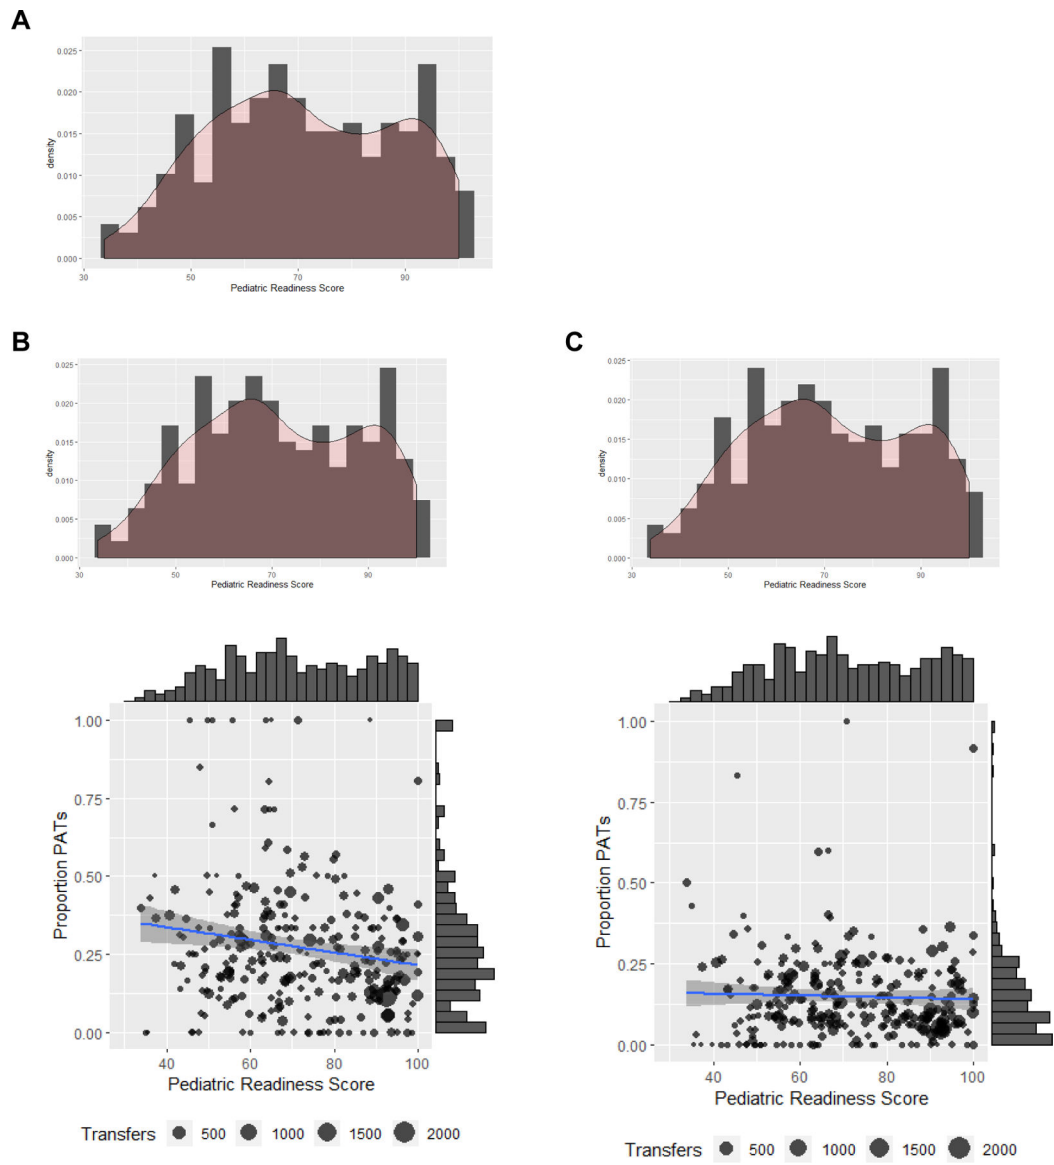 A
density
0.025
0.020
0.015
0.010
0.005
0.000
30 50 70 90
Pediatric Readiness Score
B
density
0.025
0.020
0.015
0.010
0.005
0.000
30 50 70 90
Pediatric Readiness Score
C
density
0.025
0.020
0.015
0.010
0.005
0.000
30 50 70 90
Pediatric Readiness Score
Proportion PATs
1.00
0.75
0.50
0.25
0.00
40 60 80 100
Pediatric Readiness Score
Transfers 500 1000 1500 2000
Proportion PATs
1.00
0.75
0.50
0.25
0.00
40 60 80 100
Pediatric Readiness Score
Transfers 500 1000 1500 2000